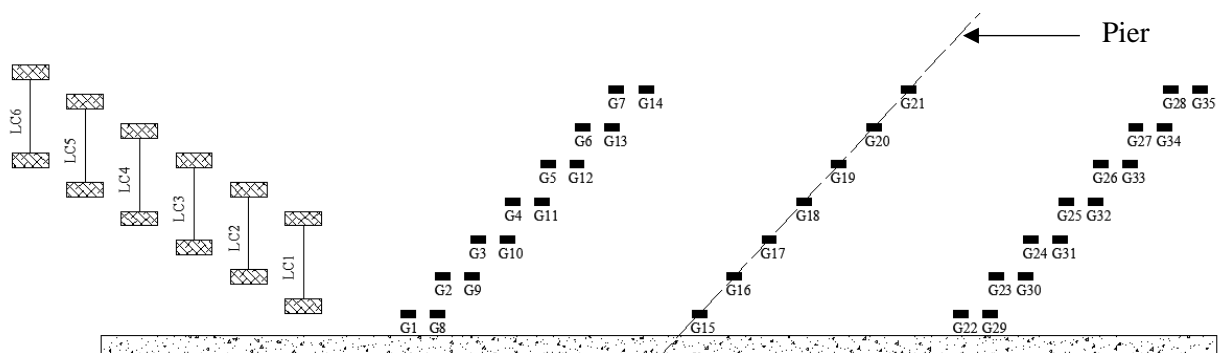 Pier
LC6
LC5
LC4
LC3
LC2
LC1
G7 G14
G6 G13
G5 G12
G4 G11
G3 G10
G2 G9
G1 G8
G21
G20
G19
G18
G17
G16
G15
G28 G35
G27 G34
G26 G33
G25 G32
G24 G31
G23 G30
G22 G29